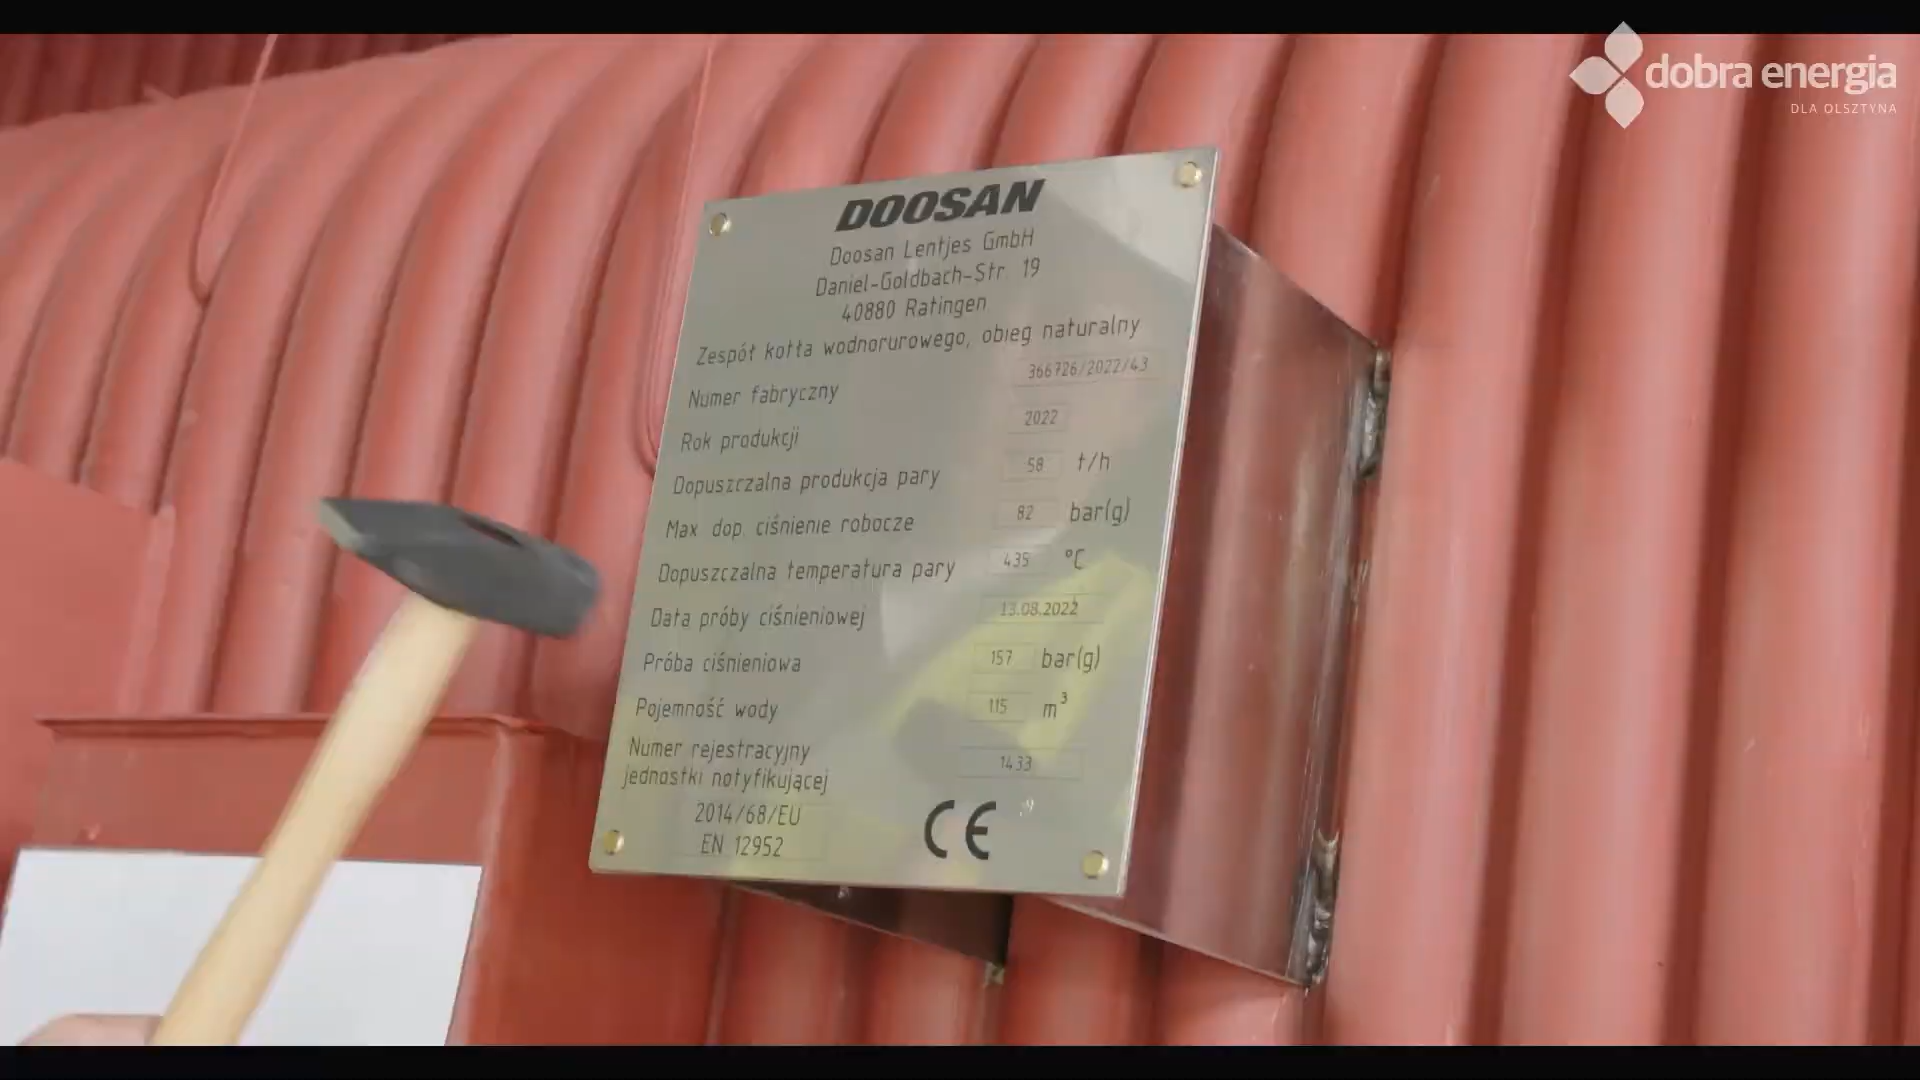 dobra energia
DLA OLSZTYNA
DOOSAN
Doosan Lentjes GmbH
Daniel-Goldbach-Str. 19
40880 Ratingen
Zespół kotła wodnorurowego, obieg naturalny
Numer fabryczny 366726/2022/43
Rok produkcji 2022
Dopuszczalna produkcja pary 58 t/h
Max. dop. ciśnienie robocze 82 bar(g)
Dopuszczalna temperatura pary 435 °C
Data próby ciśnieniowej 13.08.2022
Próba ciśnieniowa 157 bar(g)
Pojemność wody 115 m³
Numer rejestracyjny
jednostki notyfikującej 1433
2014/68/EU
EN 12952
CE